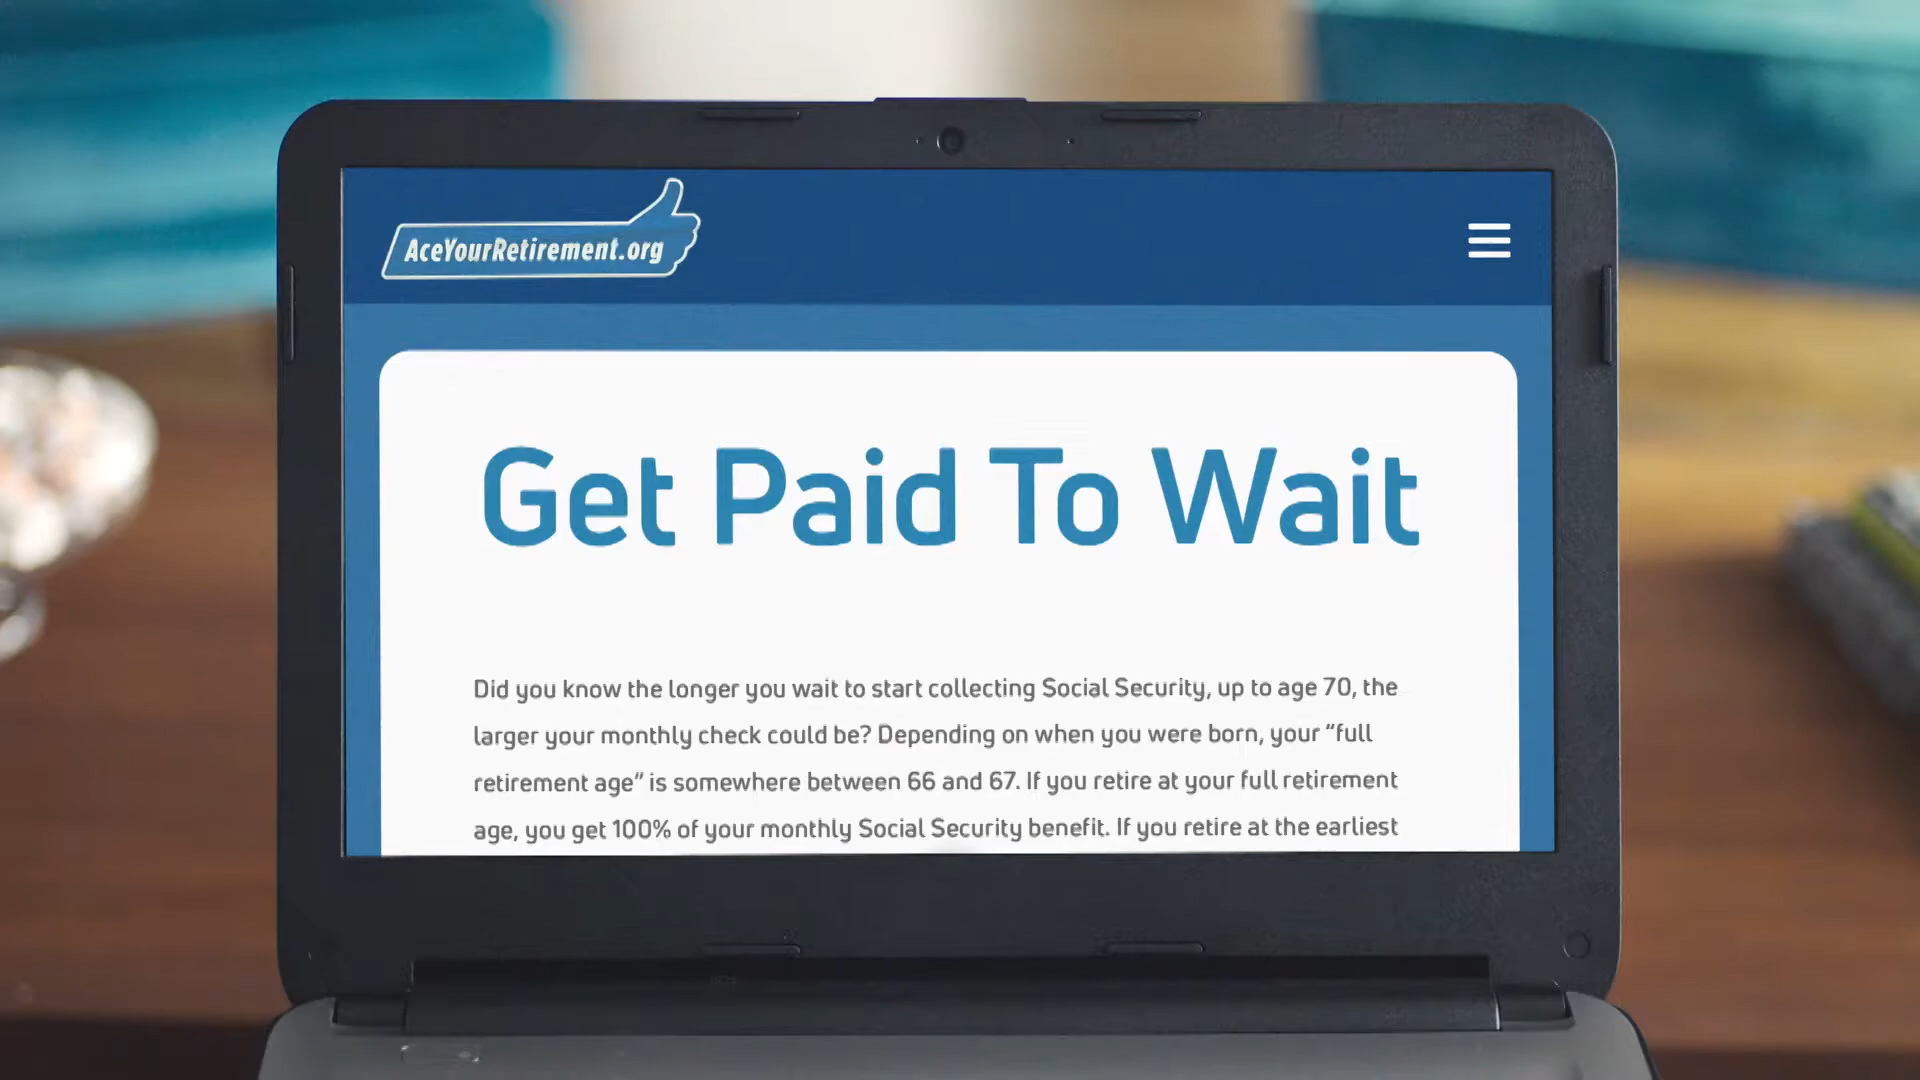 AceYourRetirement.org
Get Paid To Wait
Did you know the longer you wait to start collecting Social Security, up to age 70, the
larger your monthly check could be? Depending on when you were born, your “full
retirement age” is somewhere between 66 and 67. If you retire at your full retirement
age, you get 100% of your monthly Social Security benefit. If you retire at the earliest